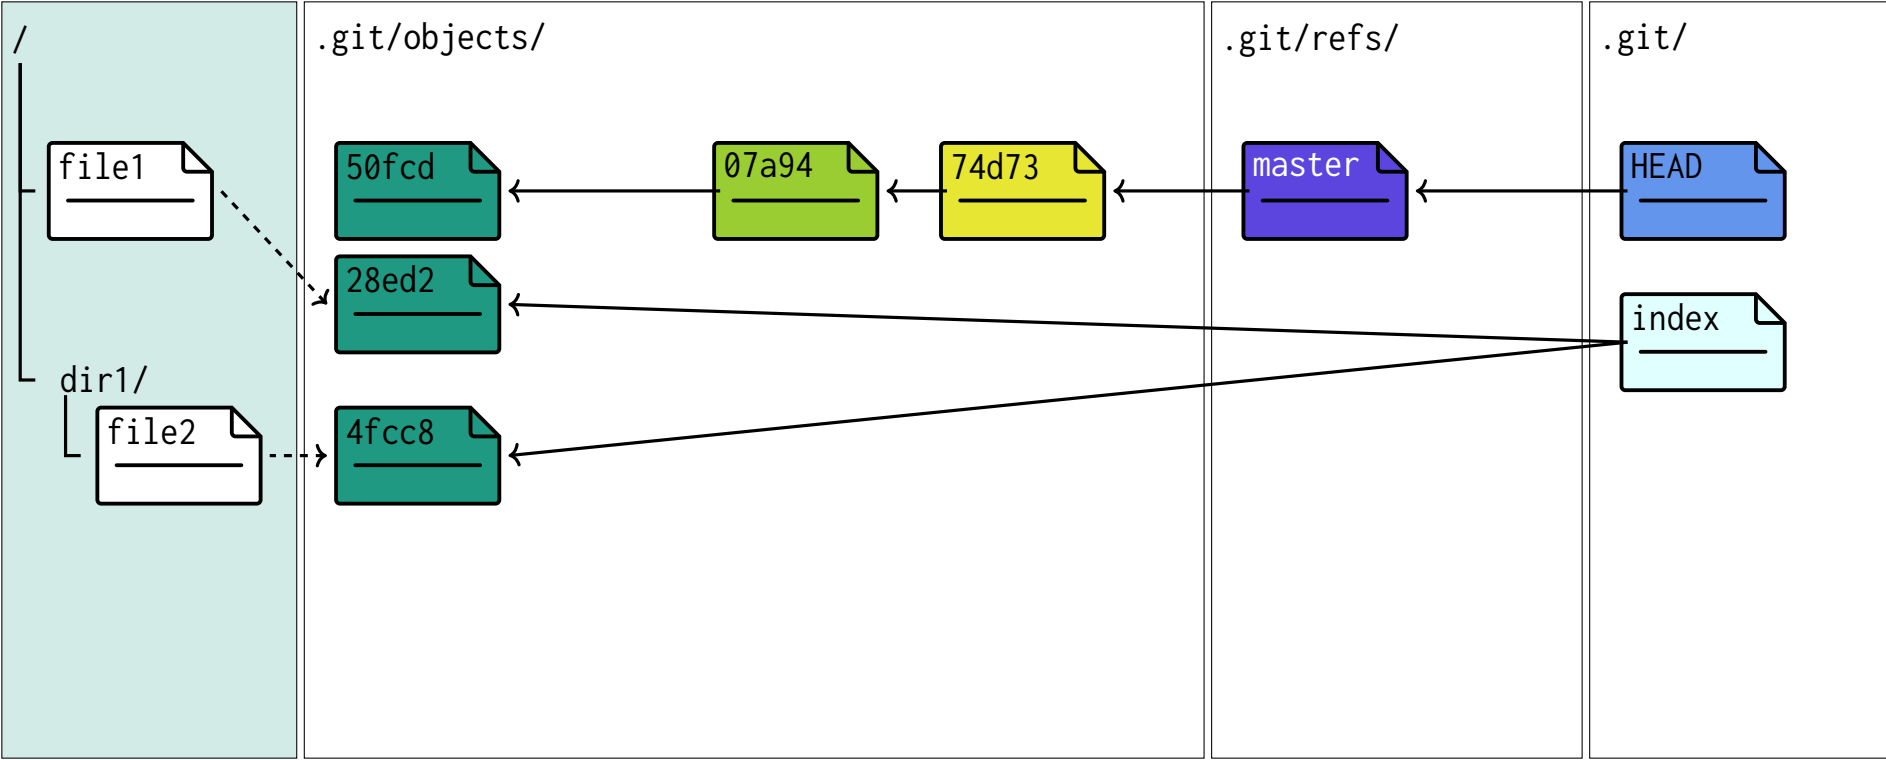 /
.git/objects/
.git/refs/
.git/
file1
50fcd
07a94
74d73
master
HEAD
28ed2
index
dir1/
file2
4fcc8